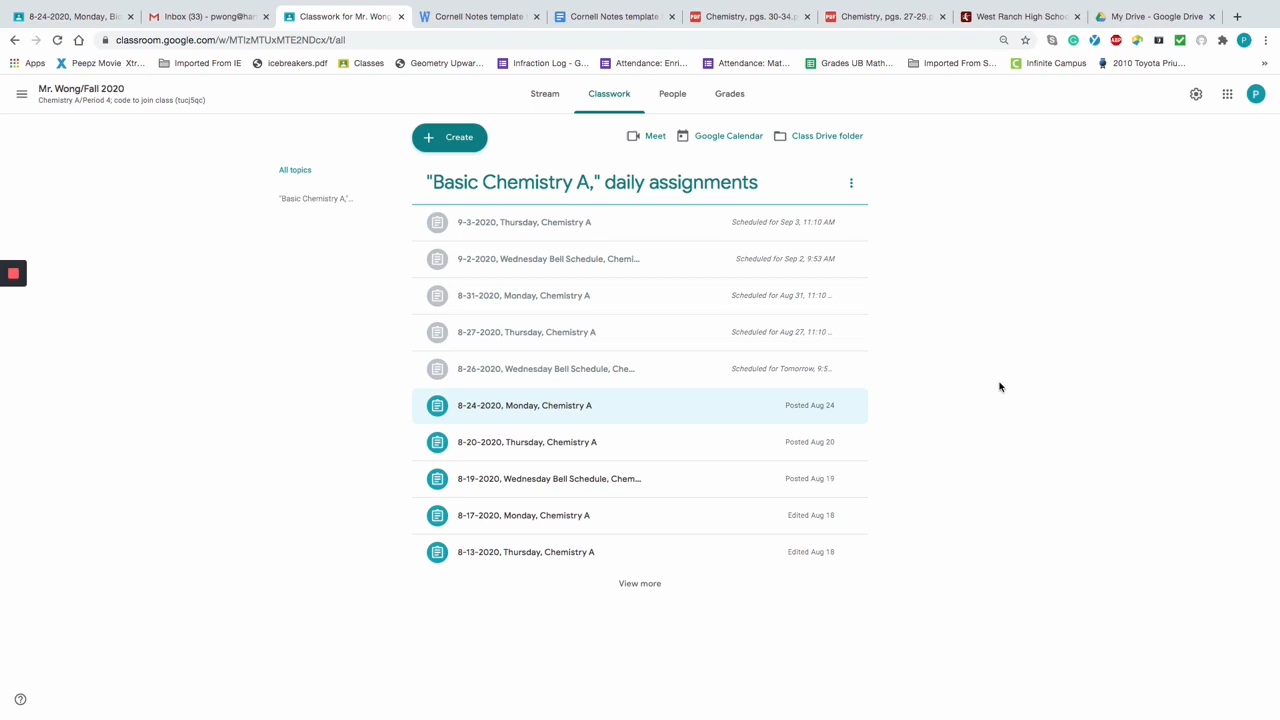 8-24-2020, Monday, Bi
Inbox (33) - pwong@har
Classwork for Mr. Wong
Cornell Notes template
Cornell Notes template
Chemistry, pgs. 30-34.p
Chemistry, pgs. 27-29.p
West Ranch High School
My Drive - Google Drive
classroom.google.com/w/MTIzMTUxMTE2NDcx/t/all
Apps
Peepz Movie Xtr...
Imported From IE
icebreakers.pdf
Classes
Geometry Upwar...
Infraction Log - G...
Attendance: Enri...
Attendance: Mat...
Grades UB Math...
Imported From S...
Infinite Campus
2010 Toyota Priu...
»
Mr. Wong/Fall 2020
Chemistry A/Period 4; code to join class (tucj5qc)
Stream
Classwork
People
Grades
P
Create
Meet
Google Calendar
Class Drive folder
All topics
"Basic Chemistry A,"...
"Basic Chemistry A," daily assignments
9-3-2020, Thursday, Chemistry A Scheduled for Sep 3, 11:10 AM
9-2-2020, Wednesday Bell Schedule, Chemi... Scheduled for Sep 2, 9:53 AM
8-31-2020, Monday, Chemistry A Scheduled for Aug 31, 11:10 ..
8-27-2020, Thursday, Chemistry A Scheduled for Aug 27, 11:10 ..
8-26-2020, Wednesday Bell Schedule, Che... Scheduled for Tomorrow, 9:5..
8-24-2020, Monday, Chemistry A Posted Aug 24
8-20-2020, Thursday, Chemistry A Posted Aug 20
8-19-2020, Wednesday Bell Schedule, Chem... Posted Aug 19
8-17-2020, Monday, Chemistry A Edited Aug 18
8-13-2020, Thursday, Chemistry A Edited Aug 18
View more